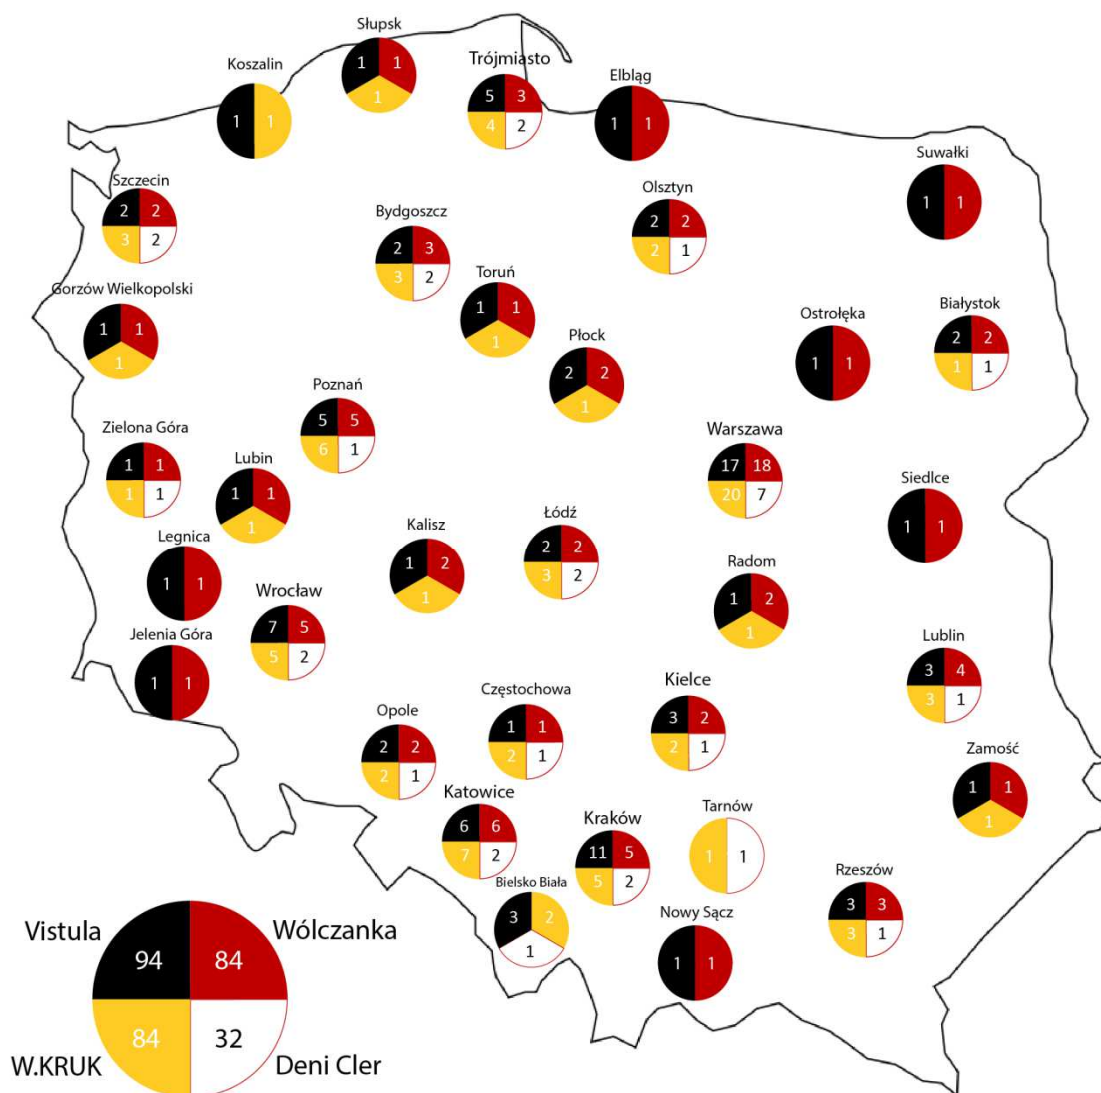 Słupsk
1 1
1
Koszalin
1 1
Trójmiasto
5 3
4 2
Elbląg
1 1
Suwałki
1 1
Szczecin
2 2
3 2
Bydgoszcz
2 3
3 2
Olsztyn
2 2
2 1
Toruń
1 1
1
Gorzów Wielkopolski
1 1
1
Ostrołęka
1 1
Białystok
2 2
1 1
Płock
2 2
1
Poznań
5 5
6 1
Zielona Góra
1 1
1 1
Lubin
1 1
1
Warszawa
17 18
20 7
Siedlce
1 1
Legnica
1 1
Kalisz
1 2
1
Łódź
2 2
3 2
Radom
1 2
1
Wrocław
7 5
5 2
Jelenia Góra
1 1
Lublin
3 4
3 1
Opole
2 2
2 1
Częstochowa
1 1
2 1
Kielce
3 2
2 1
Zamość
1 1
1
Katowice
6 6
7 2
Kraków
11 5
5 2
Tarnów
1 1
Bielsko Biała
3 2
1
Nowy Sącz
1 1
Rzeszów
3 3
3 1
Vistula Wólczanka
94 84
84 32
W.KRUK Deni Cler